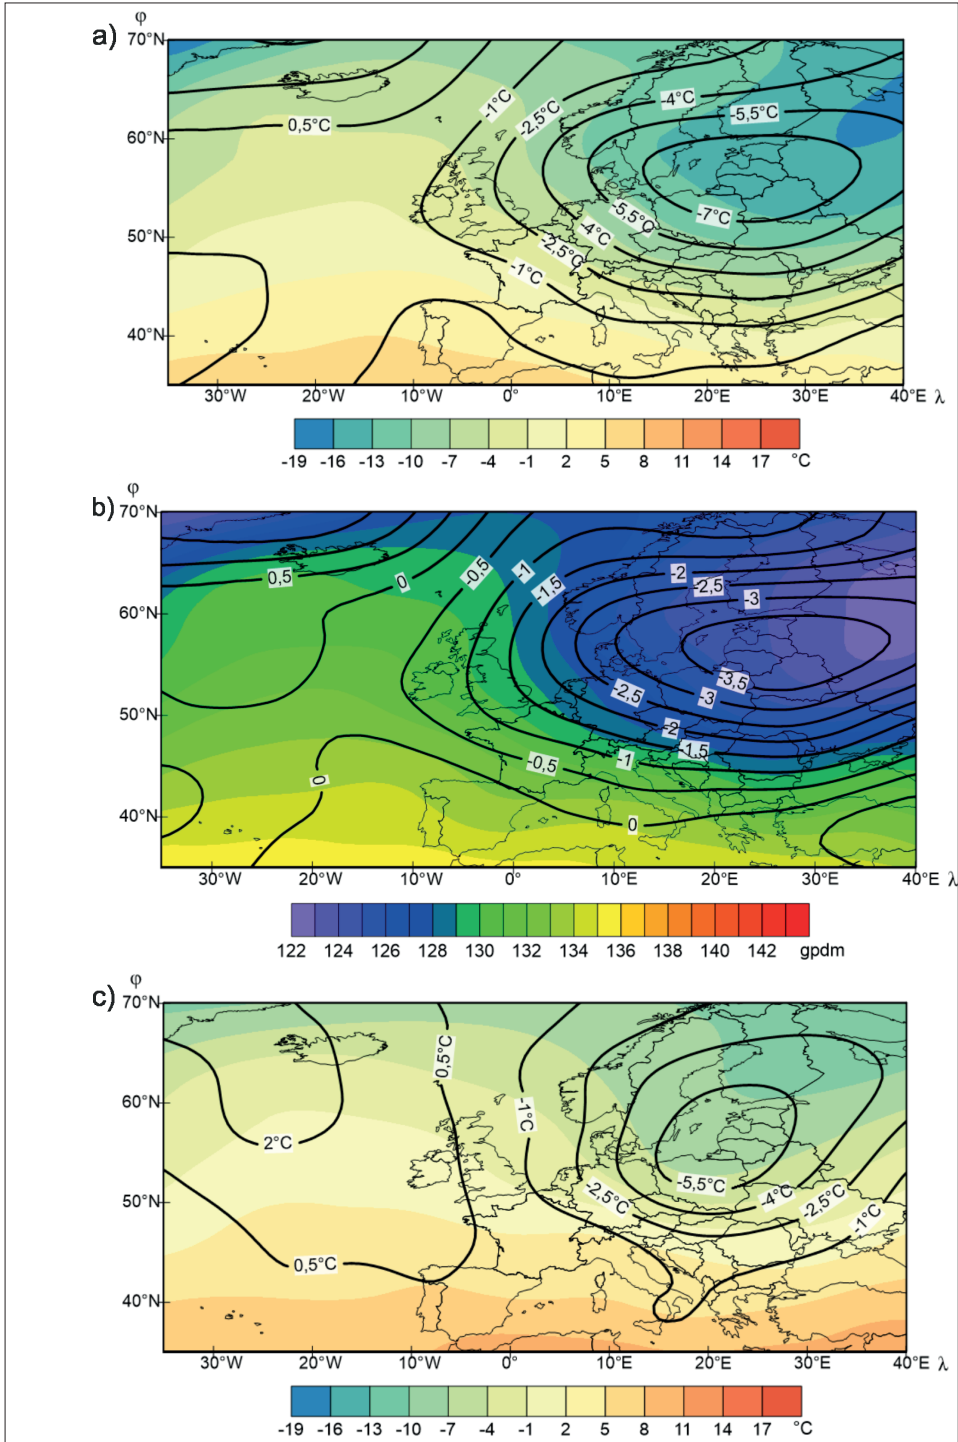 φ
a)
70°N
-1°C
-4°C
-2,5°C
-5,5°C
0,5°C
60°N
-7°C
-5,5°C
50°N
-4°C
-2,5°C
-1°C
40°N
30°W 20°W 10°W 0° 10°E 20°E 30°E 40°E λ
-19 -16 -13 -10 -7 -4 -1 2 5 8 11 14 17 °C
φ
b)
70°N
0,5
0
-0,5
-1
-1,5
-2
-2,5
-3
60°N
-3,5
-3
-2,5
50°N
-2
-1,5
-1
-0,5
0
40°N
0
30°W 20°W 10°W 0° 10°E 20°E 30°E 40°E λ
122 124 126 128 130 132 134 136 138 140 142 gpdm
φ
c)
70°N
0,5°C
60°N
-1°C
2°C
-5,5°C
50°N
-2,5°C
-4°C
-2,5°C
-1°C
0,5°C
40°N
30°W 20°W 10°W 0° 10°E 20°E 30°E 40°E λ
-19 -16 -13 -10 -7 -4 -1 2 5 8 11 14 17 °C